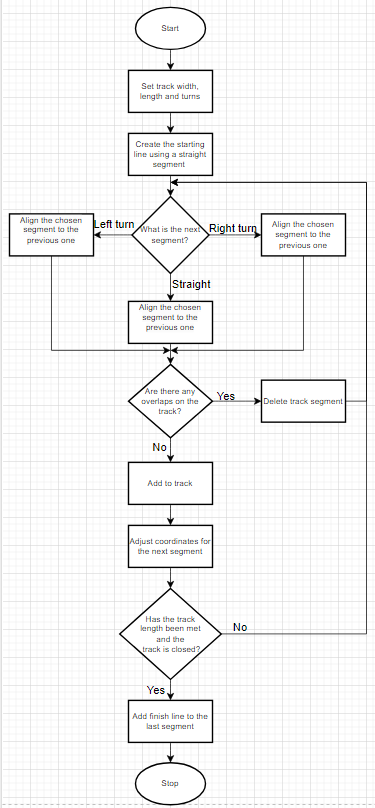 Start
Set track width,
length and turns
Create the starting
line using a straight
segment
What is the next
segment?
Left turn
Right turn
Straight
Align the chosen
segment to the
previous one
Align the chosen
segment to the
previous one
Align the chosen
segment to the
previous one
Are there any
overlaps on the
track?
Yes
Delete track segment
No
Add to track
Adjust coordinates for
the next segment
Has the track
length been met
and the
track is closed?
No
Yes
Add finish line to the
last segment
Stop